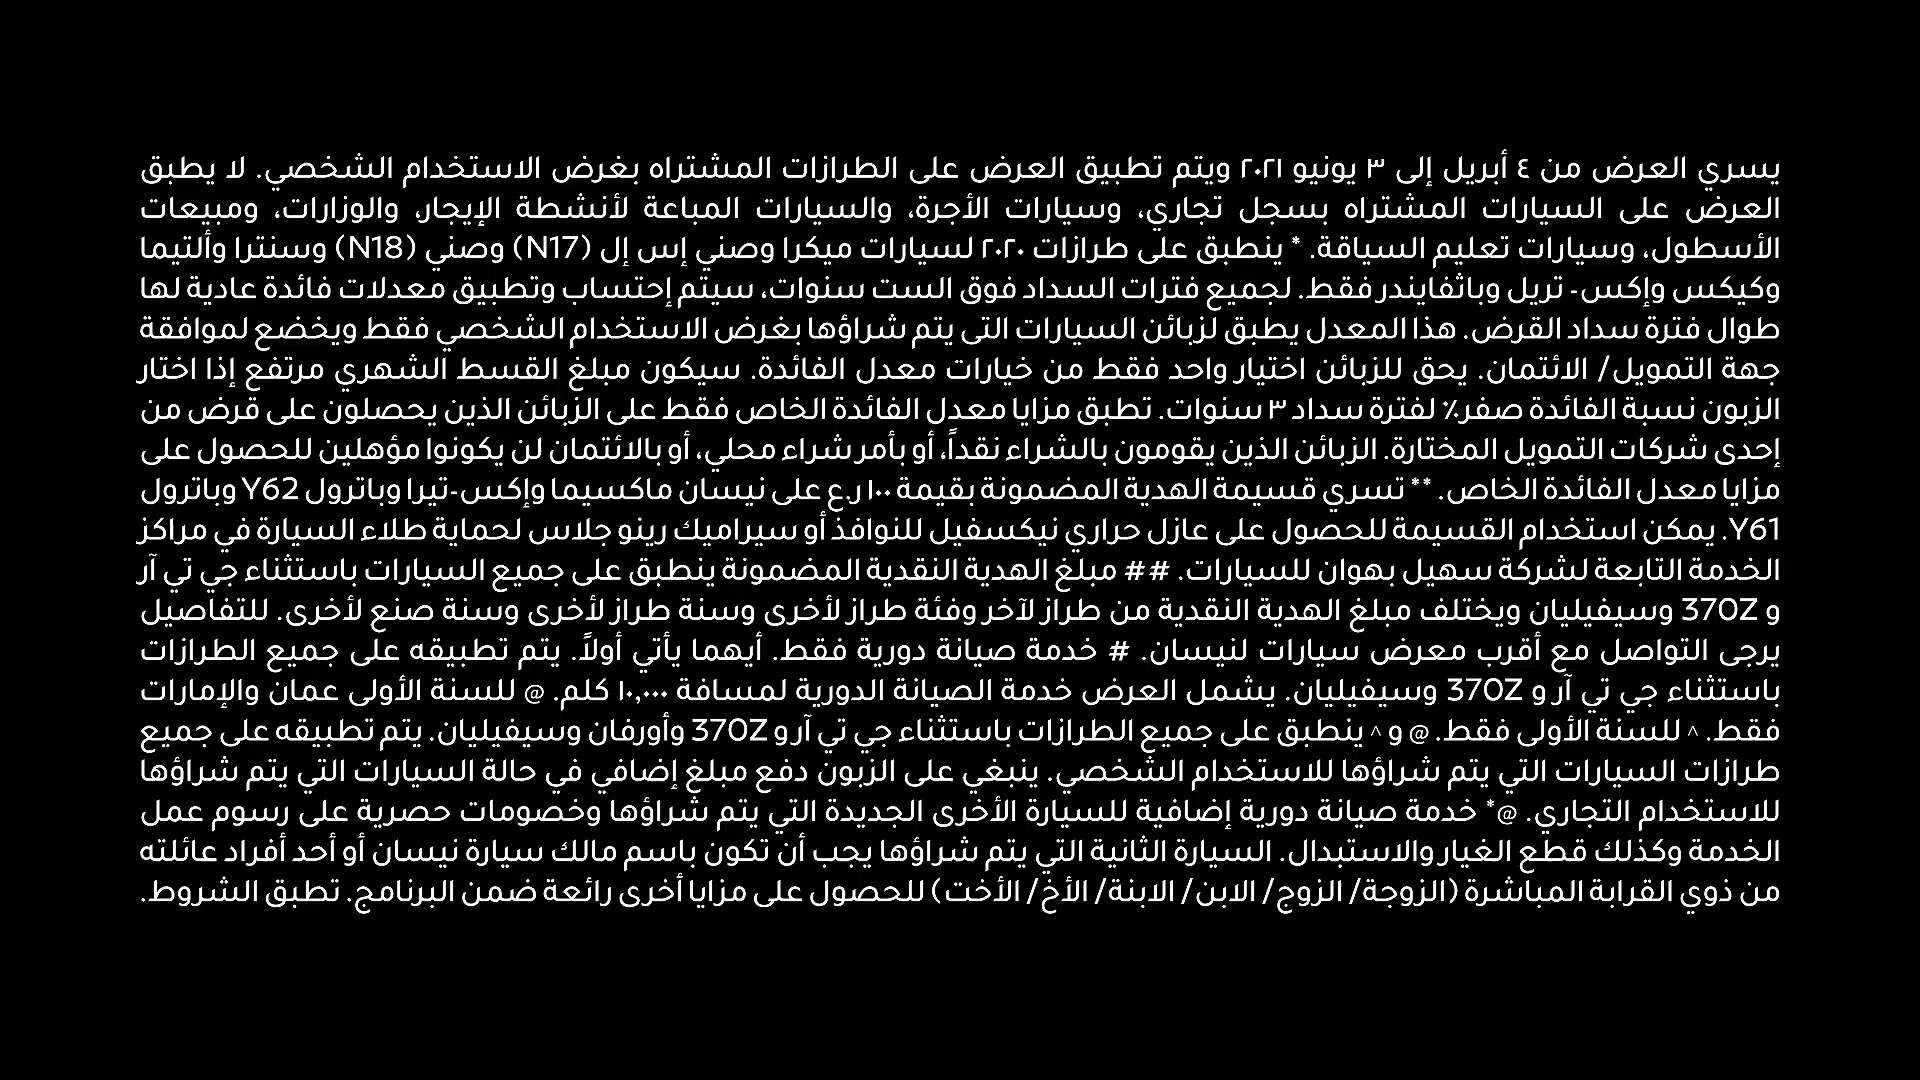 يسري العرض من ٤ أبريل إلى ٣ يونيو ٢٠٢١ ويتم تطبيق العرض على الطرازات المشتراه بغرض الاستخدام الشخصي. لا يطبق
العرض على السيارات المشتراه بسجل تجاري، وسيارات الأجرة، والسيارات المباعة لأنشطة الإيجار، والوزارات، ومبيعات
الأسطول، وسيارات تعليم السياقة. * ينطبق على طرازات ٢٠٢٠ لسيارات ميكرا وصني إس إل (N17) وصني (N18) وسنترا وألتيما
وكيكس وإكس- تريل وباثفايندر فقط. لجميع فترات السداد فوق الست سنوات، سيتم إحتساب وتطبيق معدلات فائدة عادية لها
طوال فترة سداد القرض. هذا المعدل يطبق لزبائن السيارات التي يتم شراؤها بغرض الاستخدام الشخصي فقط ويخضع لموافقة
جهة التمويل/ الائتمان. يحق للزبائن اختيار واحد فقط من خيارات معدل الفائدة. سيكون مبلغ القسط الشهري مرتفع إذا اختار
الزبون نسبة الفائدة صفر٪ لفترة سداد ٣ سنوات. تطبق مزايا معدل الفائدة الخاص فقط على الزبائن الذين يحصلون على قرض من
إحدى شركات التمويل المختارة. الزبائن الذين يقومون بالشراء نقداً، أو بأمر شراء محلي، أو بالائتمان لن يكونوا مؤهلين للحصول على
مزايا معدل الفائدة الخاص. ** تسري قسيمة الهدية المضمونة بقيمة ١٠٠ ر.ع على نيسان ماكسيما وإكس-تيرا وباترول Y62 وباترول
Y61. يمكن استخدام القسيمة للحصول على عازل حراري نيكسفيل للنوافذ أو سيراميك رينو جلاس لحماية طلاء السيارة في مراكز
الخدمة التابعة لشركة سهيل بهوان للسيارات. ## مبلغ الهدية النقدية المضمونة ينطبق على جميع السيارات باستثناء جي تي آر
و 370Z وسيفيليان ويختلف مبلغ الهدية النقدية من طراز لآخر وفئة طراز لأخرى وسنة طراز لأخرى وسنة صنع لأخرى. للتفاصيل
يرجى التواصل مع أقرب معرض سيارات لنيسان. # خدمة صيانة دورية فقط. أيهما يأتي أولاً. يتم تطبيقه على جميع الطرازات
باستثناء جي تي آر و 370Z وسيفيليان. يشمل العرض خدمة الصيانة الدورية لمسافة ١٠,٠٠٠ كلم. @ للسنة الأولى عمان والإمارات
فقط. ^ للسنة الأولى فقط. @ و ^ ينطبق على جميع الطرازات باستثناء جي تي آر و 370Z وأورفان وسيفيليان. يتم تطبيقه على جميع
طرازات السيارات التي يتم شراؤها للاستخدام الشخصي. ينبغي على الزبون دفع مبلغ إضافي في حالة السيارات التي يتم شراؤها
للاستخدام التجاري. @* خدمة صيانة دورية إضافية للسيارة الأخرى الجديدة التي يتم شراؤها وخصومات حصرية على رسوم عمل
الخدمة وكذلك قطع الغيار والاستبدال. السيارة الثانية التي يتم شراؤها يجب أن تكون باسم مالك سيارة نيسان أو أحد أفراد عائلته
من ذوي القرابة المباشرة (الزوجة/ الزوج/ الابن/ الابنة/ الأخ/ الأخت) للحصول على مزايا أخرى رائعة ضمن البرنامج. تطبق الشروط.